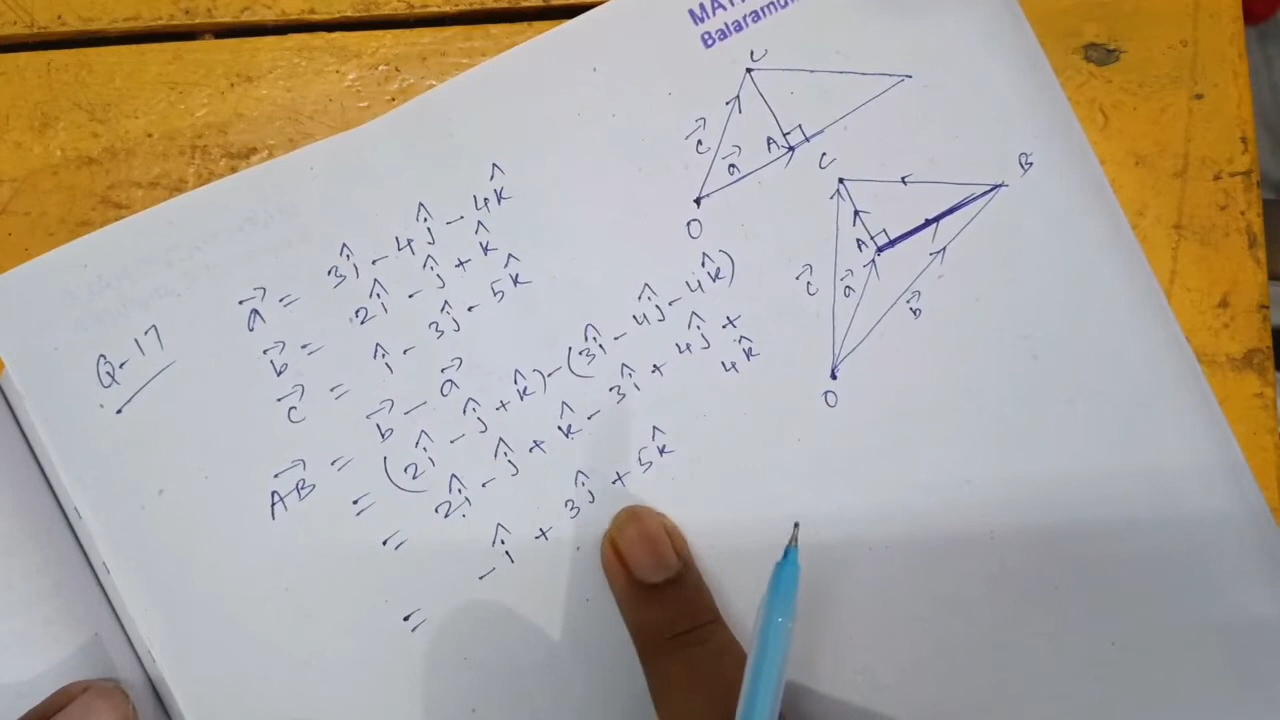 MAT
Balaramu
C
c⃗
a⃗
A
O
C
B
A
c⃗
a⃗
b⃗
O
Q-17
a⃗ = 3î - 4ĵ - 4k̂
b⃗ = 2î - ĵ + k̂
c⃗ = î - 3ĵ - 5k̂
AB⃗ = b⃗ - a⃗
= (2î - ĵ + k̂) - (3î - 4ĵ - 4k̂)
= 2î - ĵ + k̂ - 3î + 4ĵ +
4k̂
= -î + 3ĵ + 5k̂